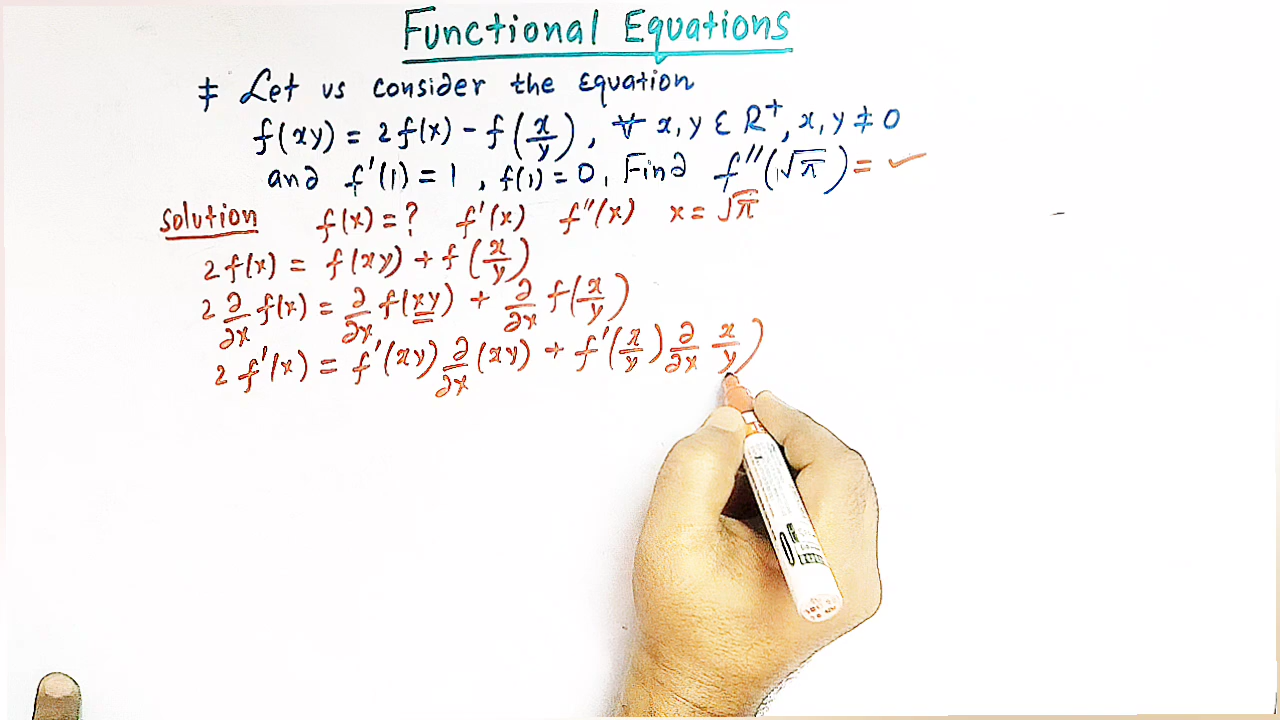 Functional Equations
≠ Let us consider the Equation
f(xy) = 2f(x) - f(x/y), ∀ x,y ε R⁺, x,y ≠ 0
and f'(1) = 1, f(1) = 0, Find f''(√π) = ✓
Solution f(x) = ? f'(x) f''(x) x = √π
2f(x) = f(xy) + f(x/y)
2 ∂/∂x f(x) = ∂/∂x f(xy) + ∂/∂x f(x/y)
2 f'(x) = f'(xy) ∂/∂x (xy) + f'(x/y) ∂/∂x x/y)